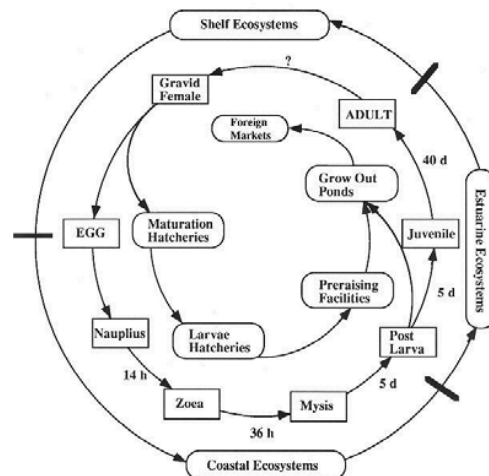 Shelf Ecosystems
?
Gravid
Female
ADULT
Foreign
Markets
40 d
Grow Out
Ponds
Estuarine Ecosystems
EGG
Maturation
Hatcheries
Juvenile
Preraising
Facilities
5 d
Nauplius
Larvae
Hatcheries
Post
Larva
14 h
5 d
Zoea
Mysis
36 h
Coastal Ecosystems